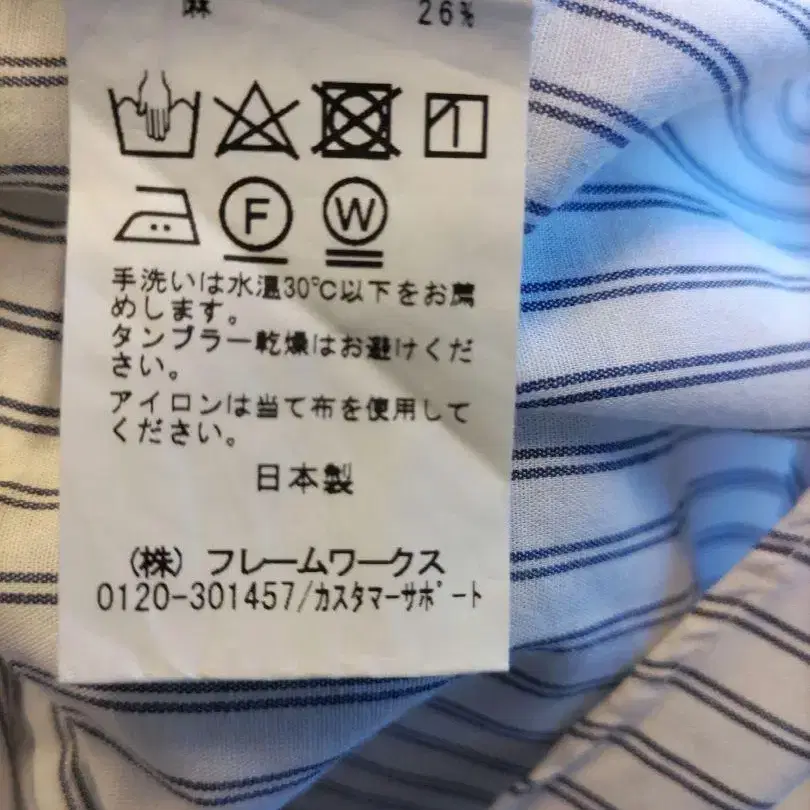 麻 26%
F W
手洗いは水温30℃以下をお薦
めします。
タンブラー乾燥はお避けくだ
さい。
アイロンは当て布を使用して
ください。
日本製
(株) フレームワークス
0120-301457/カスタマーサポート